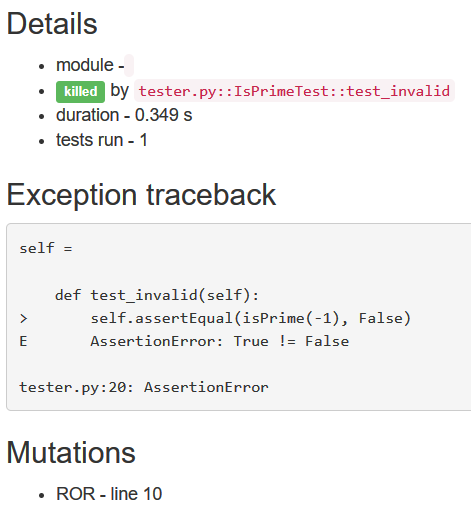 Details
module -
killed by tester.py::IsPrimeTest::test_invalid
duration - 0.349 s
tests run - 1
Exception traceback
self =
def test_invalid(self):
> self.assertEqual(isPrime(-1), False)
E AssertionError: True != False
tester.py:20: AssertionError
Mutations
ROR - line 10